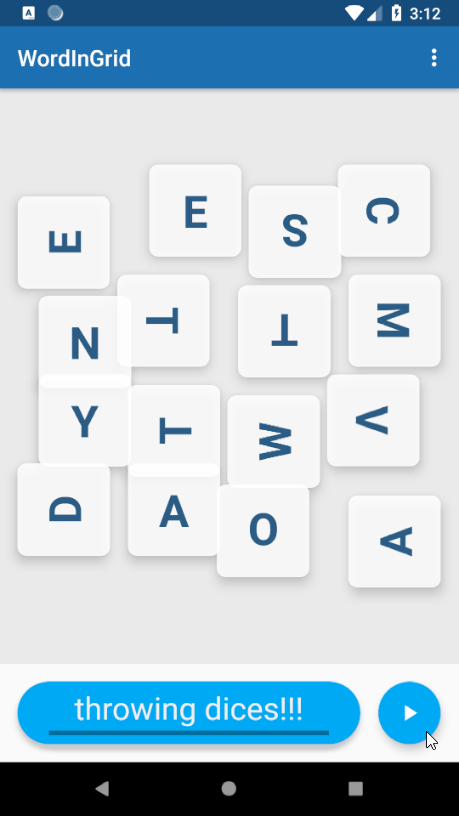 A 3:12
WordInGrid
E E S C
N T T M
Y T W V
D A O A
throwing dices!!!